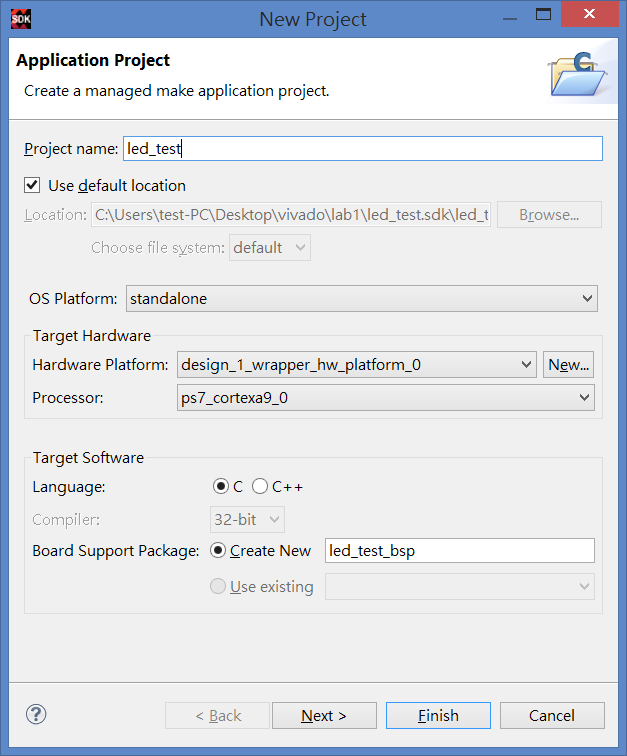 SDK New Project
Application Project
Create a managed make application project.
Project name: led_test
Use default location
Location: C:\Users\test-PC\Desktop\vivado\lab1\led_test.sdk\led_t Browse...
Choose file system: default
OS Platform: standalone
Target Hardware
Hardware Platform: design_1_wrapper_hw_platform_0 New...
Processor: ps7_cortexa9_0
Target Software
Language: C C++
Compiler: 32-bit
Board Support Package: Create New led_test_bsp
Use existing
? < Back Next > Finish Cancel